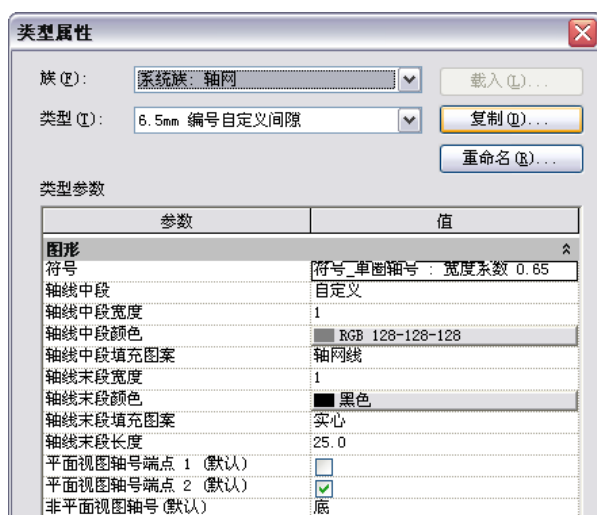 类型属性
族(F): 系统族: 轴网 载入(L)...
类型(T): 6.5mm 编号自定义间隙 复制(D)...
重命名(R)...
类型参数
参数 值
图形
符号 符号_单圈轴号 : 宽度系数 0.65
轴线中段 自定义
轴线中段宽度 1
轴线中段颜色 RGB 128-128-128
轴线中段填充图案 轴网线
轴线末段宽度 1
轴线末段颜色 黑色
轴线末段填充图案 实心
轴线末段长度 25.0
平面视图轴号端点 1 (默认)
平面视图轴号端点 2 (默认)
非平面视图轴号(默认) 底